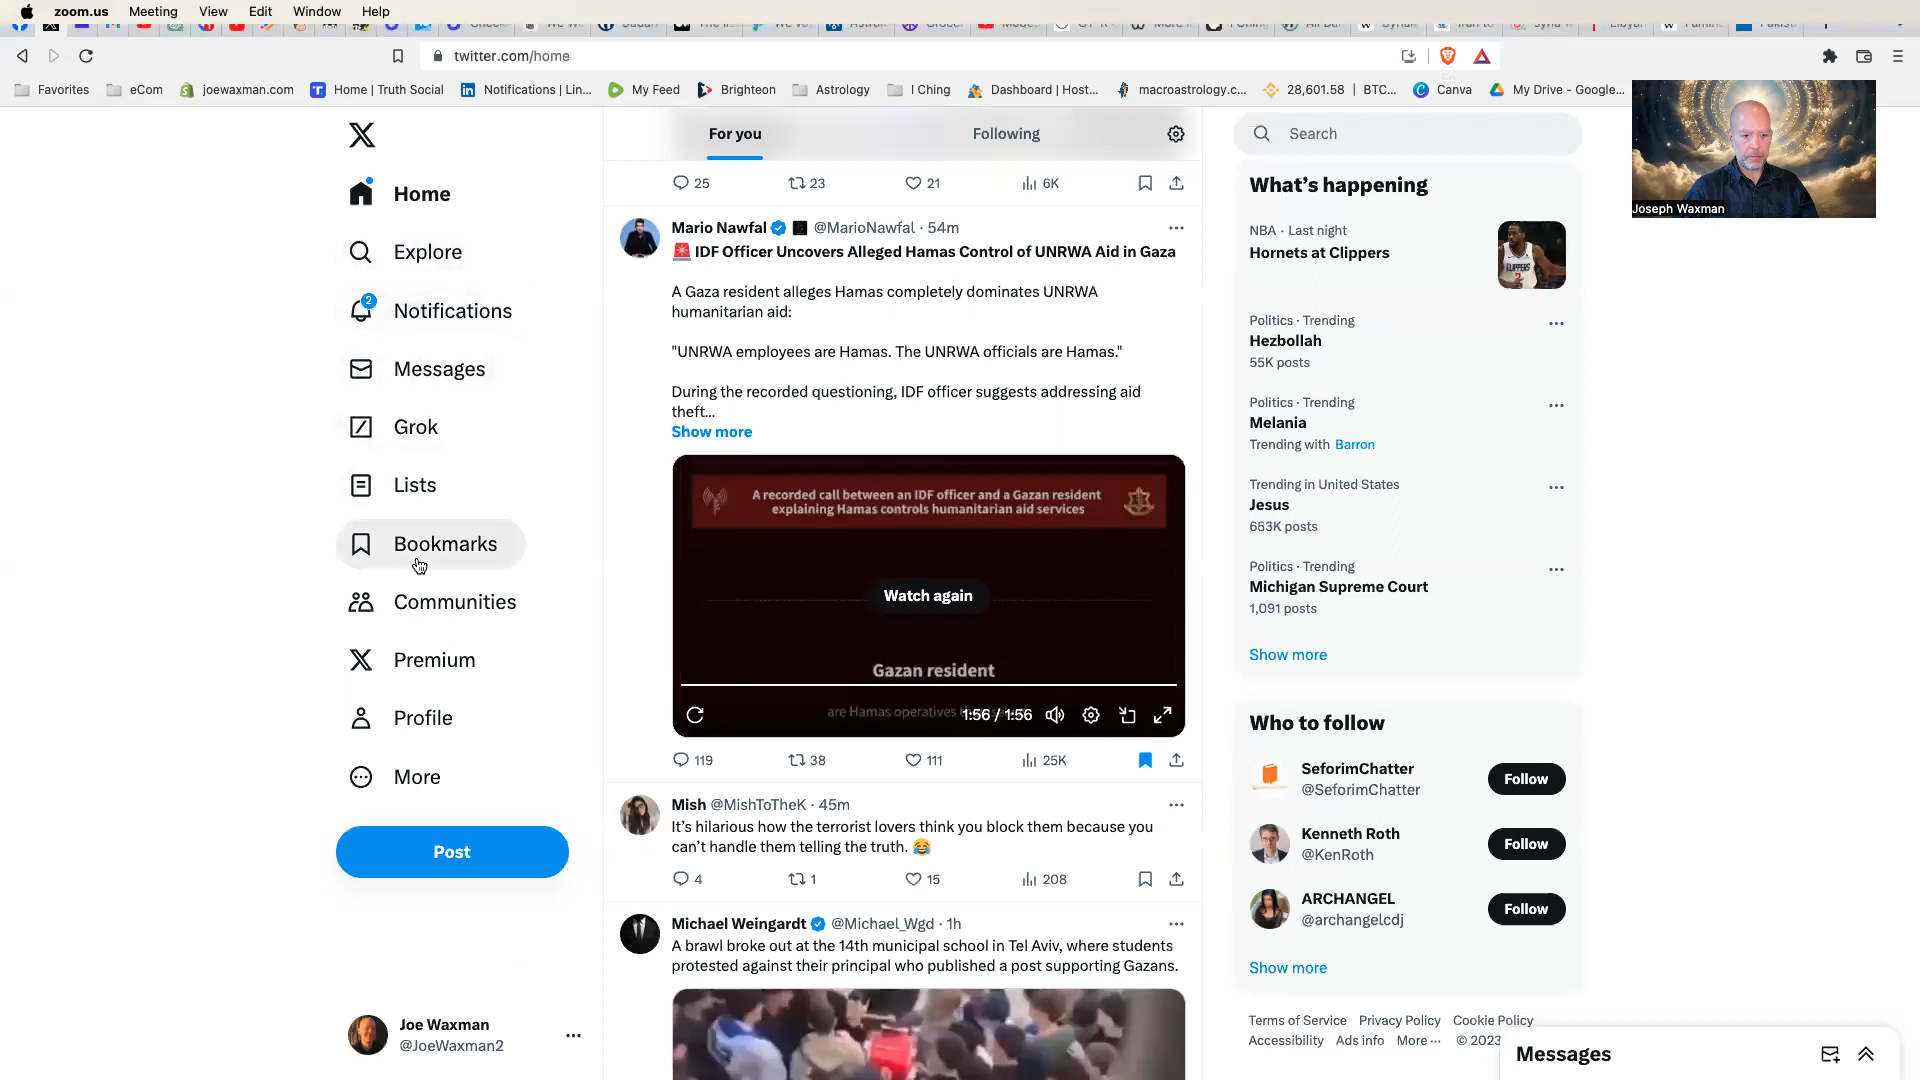 zoom.us Meeting View Edit Window Help
twitter.com/home
Favorites eCom joewaxman.com Home | Truth Social Notifications | Lin... My Feed Brighteon Astrology I Ching Dashboard | Host... macroastrology.c... 28,601.58 | BTC... Canva My Drive - Google...
Joseph Waxman
Home
Explore
2
Notifications
Messages
Grok
Lists
Bookmarks
Communities
Premium
Profile
More
Post
Joe Waxman
@JoeWaxman2
For you Following
25 23 21 6K
Mario Nawfal @MarioNawfal · 54m
🚨 IDF Officer Uncovers Alleged Hamas Control of UNRWA Aid in Gaza
A Gaza resident alleges Hamas completely dominates UNRWA
humanitarian aid:
"UNRWA employees are Hamas. The UNRWA officials are Hamas."
During the recorded questioning, IDF officer suggests addressing aid
theft...
Show more
A recorded call between an IDF officer and a Gazan resident
explaining Hamas controls humanitarian aid services
Watch again
Gazan resident
are Hamas operatives
1:56 / 1:56
119 38 111 25K
Mish @MishToTheK · 45m
It's hilarious how the terrorist lovers think you block them because you
can't handle them telling the truth. 😂
4 1 15 208
Michael Weingardt @Michael_Wgd · 1h
A brawl broke out at the 14th municipal school in Tel Aviv, where students
protested against their principal who published a post supporting Gazans.
Search
What's happening
NBA · Last night
Hornets at Clippers
Politics · Trending
Hezbollah
55K posts
Politics · Trending
Melania
Trending with Barron
Trending in United States
Jesus
653K posts
Politics · Trending
Michigan Supreme Court
1,091 posts
Show more
Who to follow
SeforimChatter
@SeforimChatter
Follow
Kenneth Roth
@KenRoth
Follow
ARCHANGEL
@archangelcdj
Follow
Show more
Terms of Service Privacy Policy Cookie Policy
Accessibility Ads info More ··· © 2023
Messages